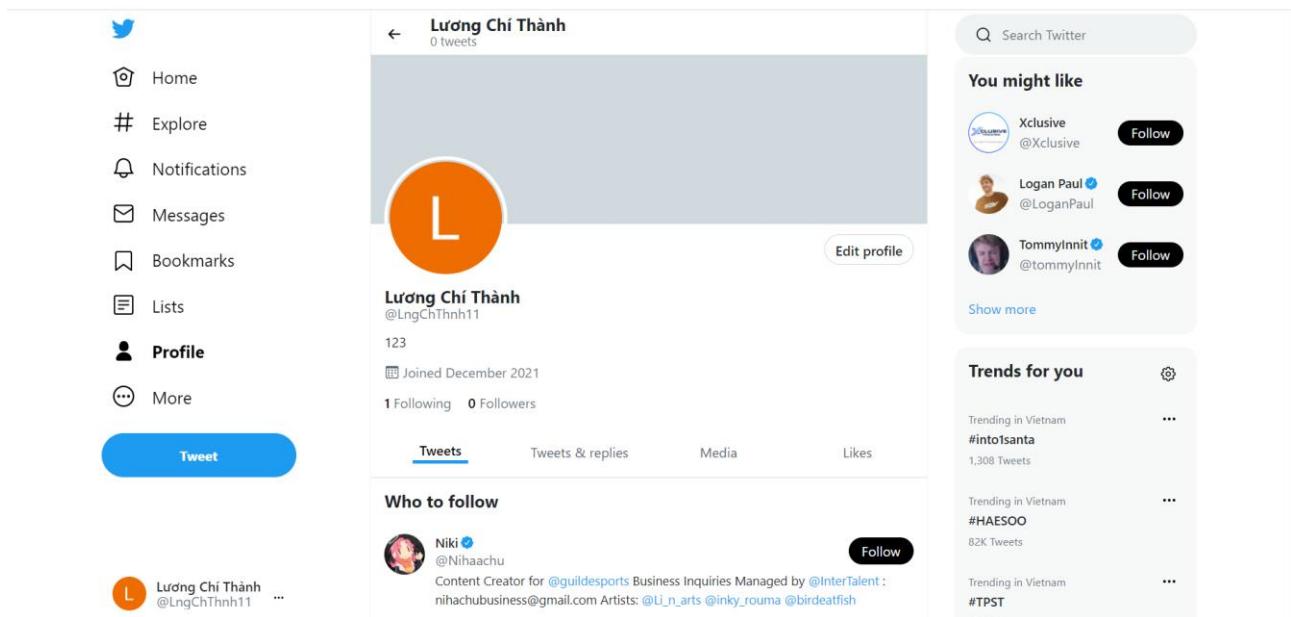 Home
Explore
Notifications
Messages
Bookmarks
Lists
Profile
More
Tweet
Lương Chí Thành
@LngChThnh11
...
Lương Chí Thành
0 tweets
L
Edit profile
Lương Chí Thành
@LngChThnh11
123
Joined December 2021
1 Following 0 Followers
Tweets Tweets & replies Media Likes
Who to follow
Niki
@Nihaachu
Follow
Content Creator for @guildesports Business Inquiries Managed by @InterTalent :
nihachubusiness@gmail.com Artists: @Li_n_arts @inky_rouma @birdeatfish
Search Twitter
You might like
Xclusive
@Xclusive
Follow
Logan Paul
@LoganPaul
Follow
TommyInnit
@tommyInnit
Follow
Show more
Trends for you
Trending in Vietnam
#into1santa
1,308 Tweets
Trending in Vietnam
#HAESOO
82K Tweets
Trending in Vietnam
#TPST
L